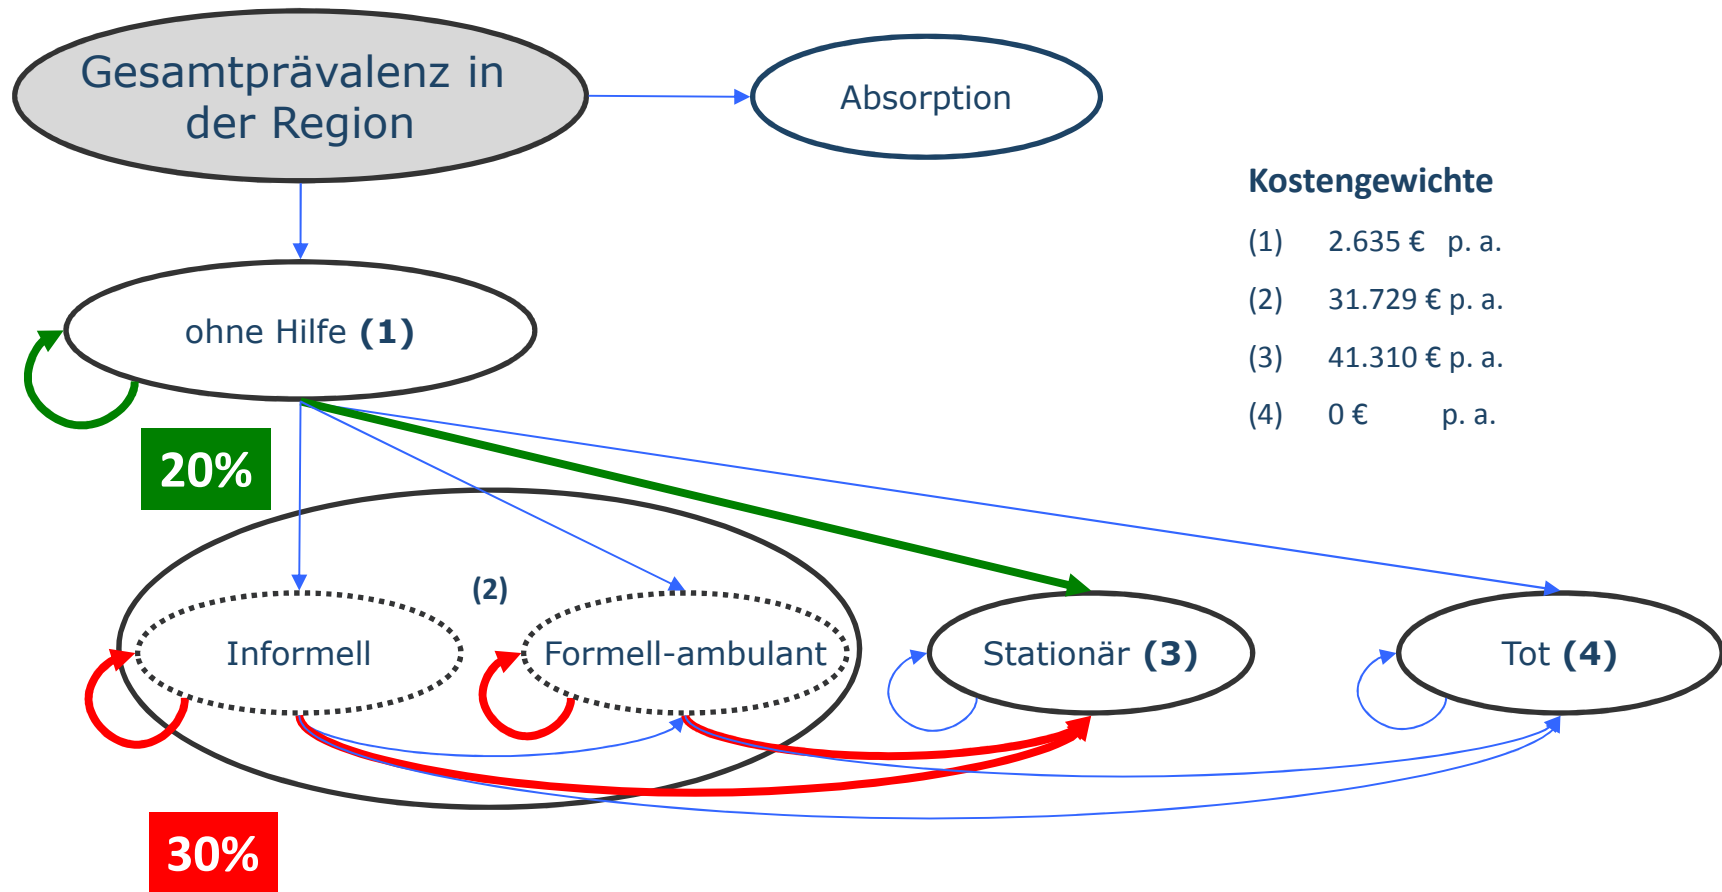 Gesamtprävalenz in
der Region
Absorption
Kostengewichte
(1) 2.635 € p. a.
(2) 31.729 € p. a.
(3) 41.310 € p. a.
(4) 0 € p. a.
ohne Hilfe (1)
20%
(2)
Informell
Formell-ambulant
Stationär (3)
Tot (4)
30%